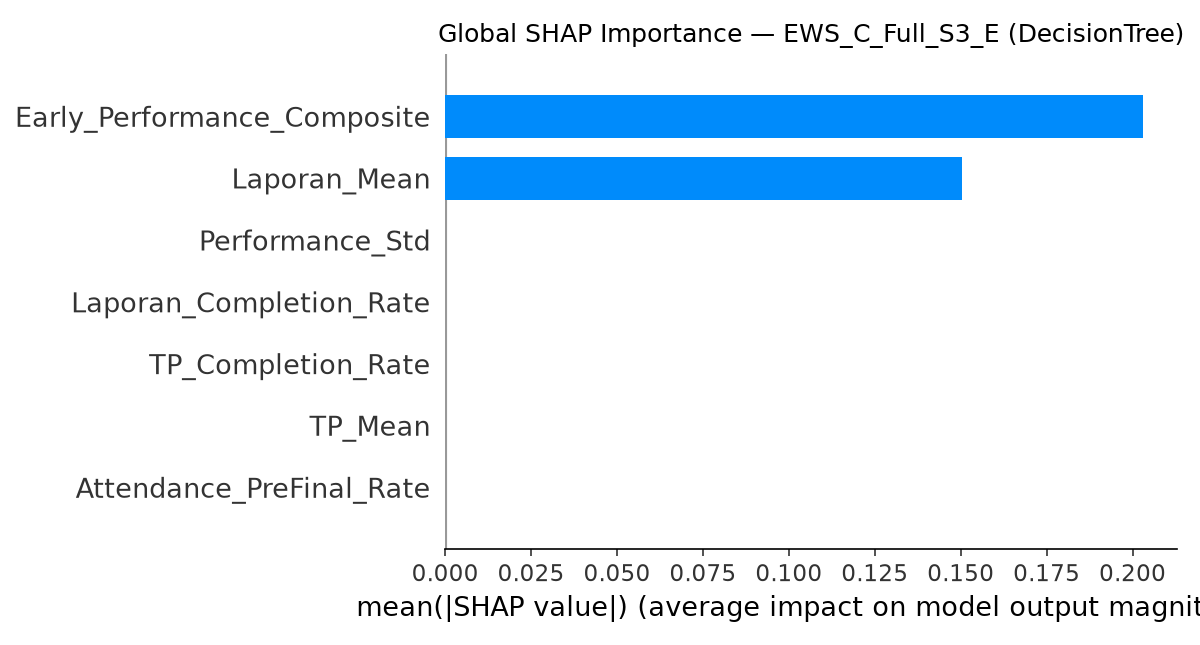 Global SHAP Importance — EWS_C_Full_S3_E (DecisionTree)
Early_Performance_Composite
Laporan_Mean
Performance_Std
Laporan_Completion_Rate
TP_Completion_Rate
TP_Mean
Attendance_PreFinal_Rate
0.000 0.025 0.050 0.075 0.100 0.125 0.150 0.175 0.200
mean(|SHAP value|) (average impact on model output magnit